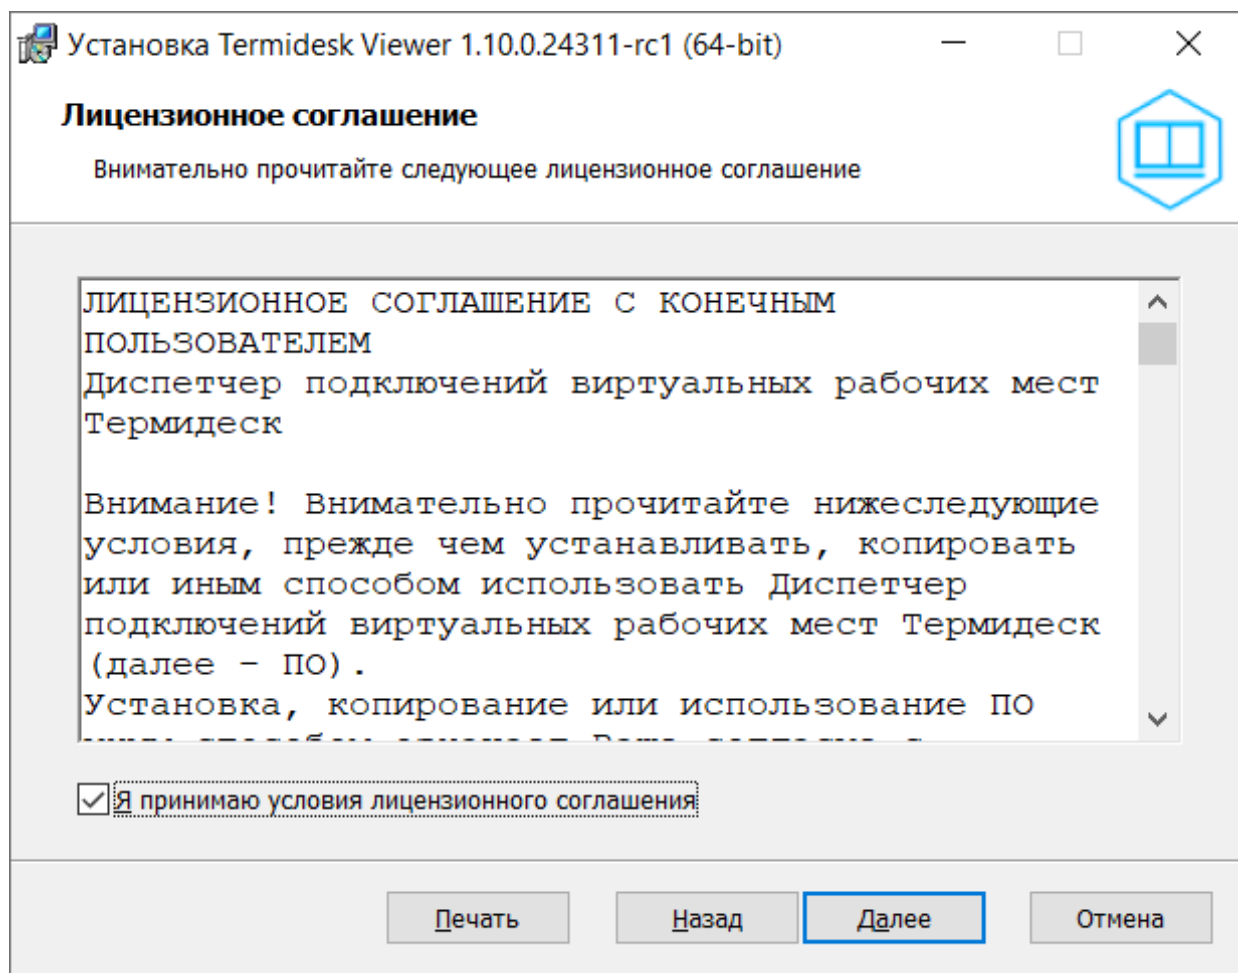 Установка Termidesk Viewer 1.10.0.24311-rc1 (64-bit)
Лицензионное соглашение
Внимательно прочитайте следующее лицензионное соглашение
ЛИЦЕНЗИОННОЕ СОГЛАШЕНИЕ С КОНЕЧНЫМ
ПОЛЬЗОВАТЕЛЕМ
Диспетчер подключений виртуальных рабочих мест
Термидеск
Внимание! Внимательно прочитайте нижеследующие
условия, прежде чем устанавливать, копировать
или иным способом использовать Диспетчер
подключений виртуальных рабочих мест Термидеск
(далее – ПО).
Установка, копирование или использование ПО
Я принимаю условия лицензионного соглашения
Печать
Назад
Далее
Отмена